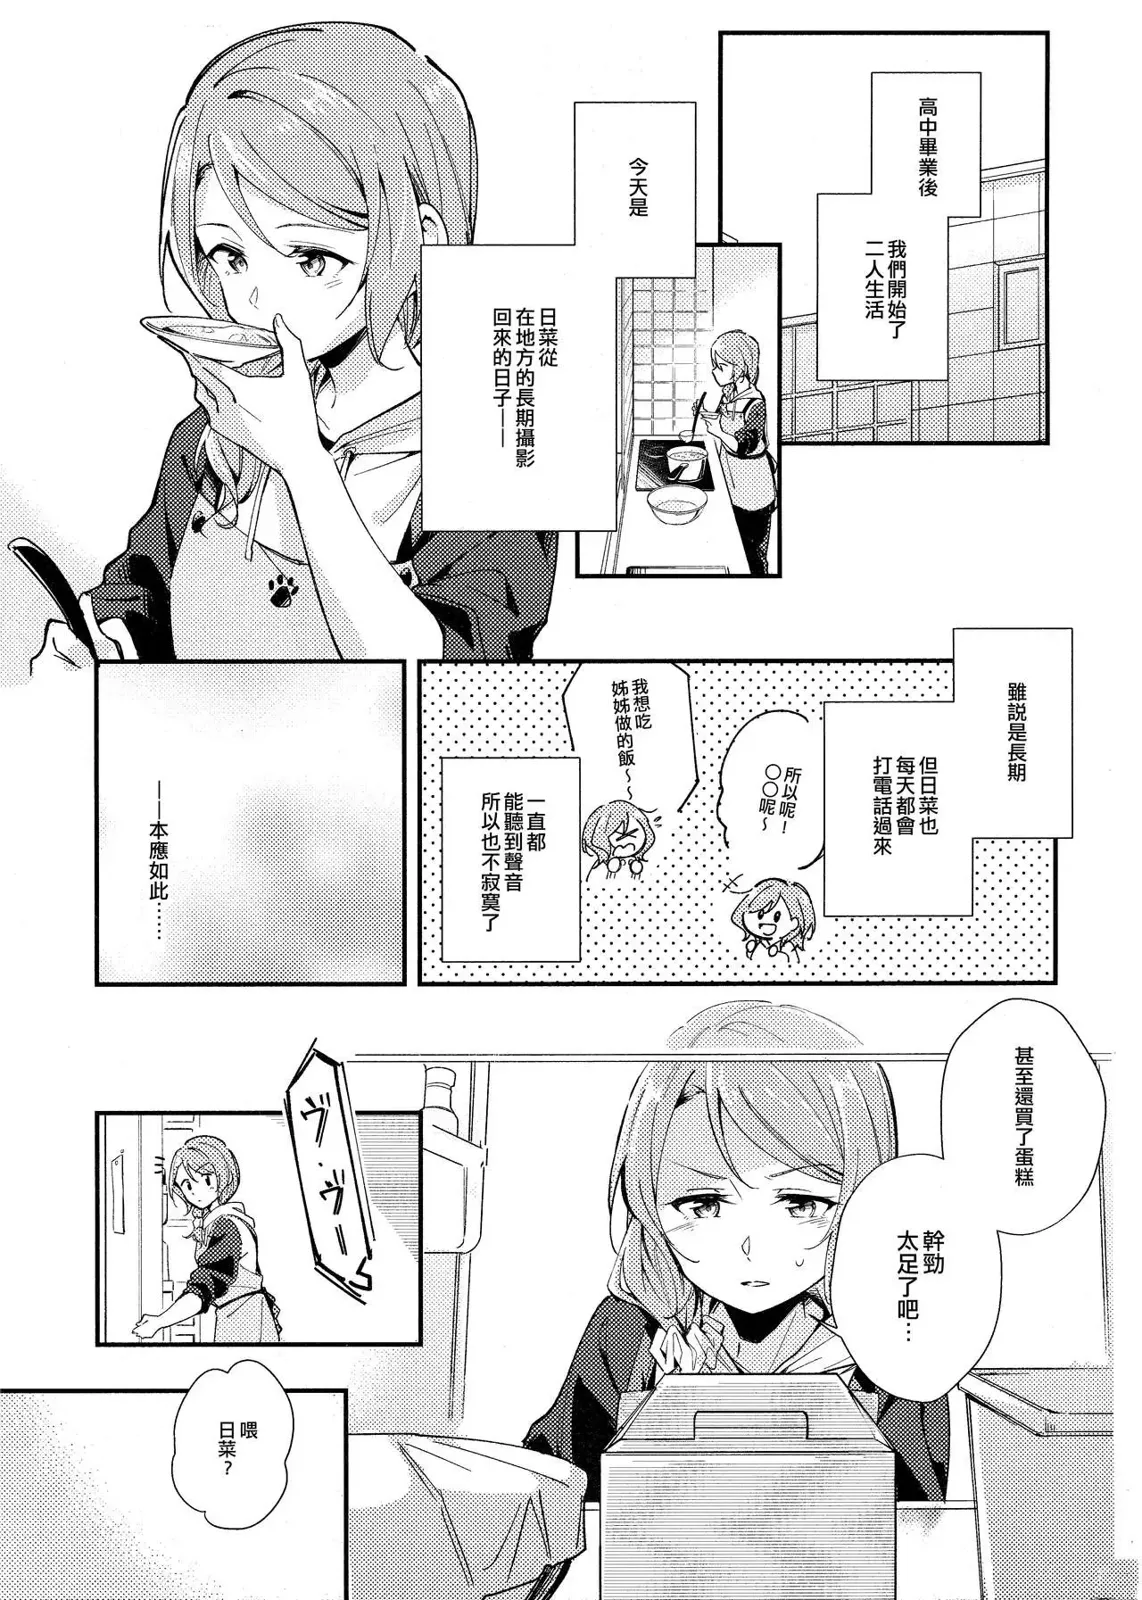 高中畢業後
我們開始了
二人生活
今天是
日菜從
在地方的長期攝影
回來的日子——
雖說是長期
但日菜也
每天都會
打電話過來
所以呢！
〇〇呢～
我想吃
姊姊做的飯～
一直都
能聽到聲音
所以也不寂寞了
——本應如此……
甚至還買了蛋糕
幹勁
太足了吧…
ヴ・ヴーっ
喂
日菜？